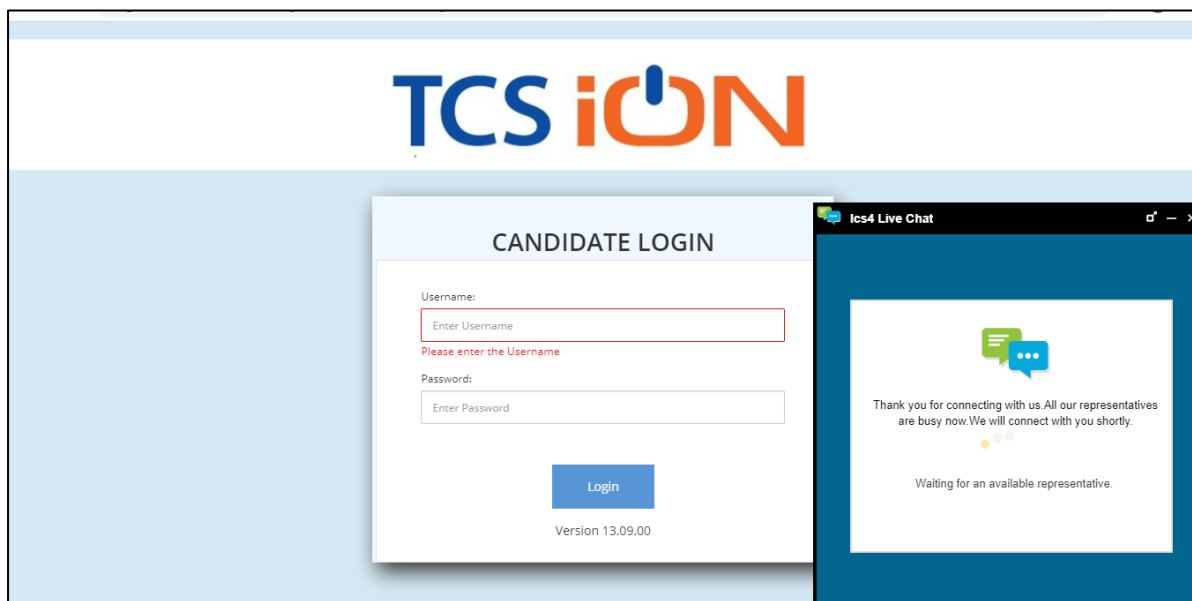 TCS iON
CANDIDATE LOGIN
Username:
Enter Username
Please enter the Username
Password:
Enter Password
Login
Version 13.09.00
Ics4 Live Chat
Thank you for connecting with us.All our representatives
are busy now.We will connect with you shortly.
Waiting for an available representative.